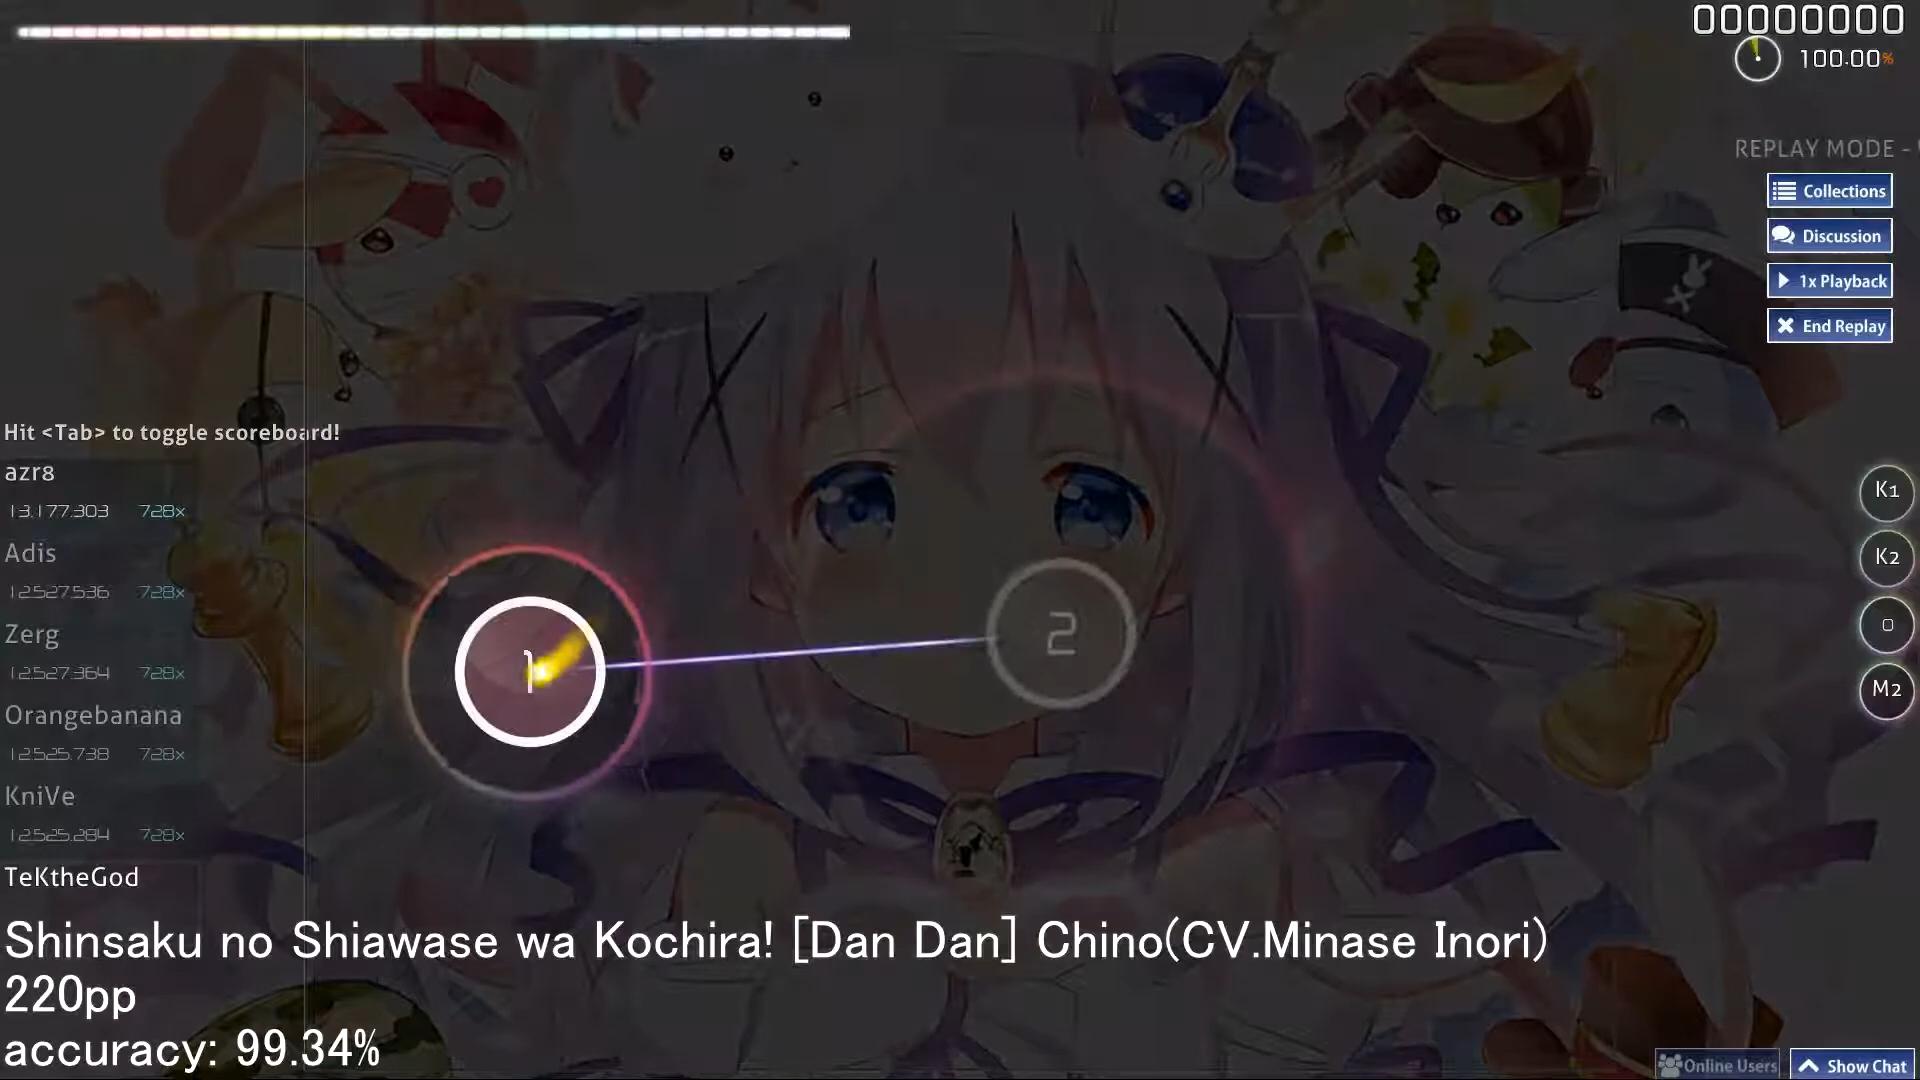 00000000
100.00%
REPLAY MODE -
Collections
Discussion
1x Playback
End Replay
Hit <Tab> to toggle scoreboard!
azr8
13.177.303 728x
Adis
12.527.536 728x
Zerg
12.527.364 728x
Orangebanana
12.525.738 728x
KniVe
12.525.284 728x
TeKtheGod
1
2
K1
K2
0
M2
Shinsaku no Shiawase wa Kochira! [Dan Dan] Chino(CV.Minase Inori)
220pp
accuracy: 99.34%
Online Users
Show Chat